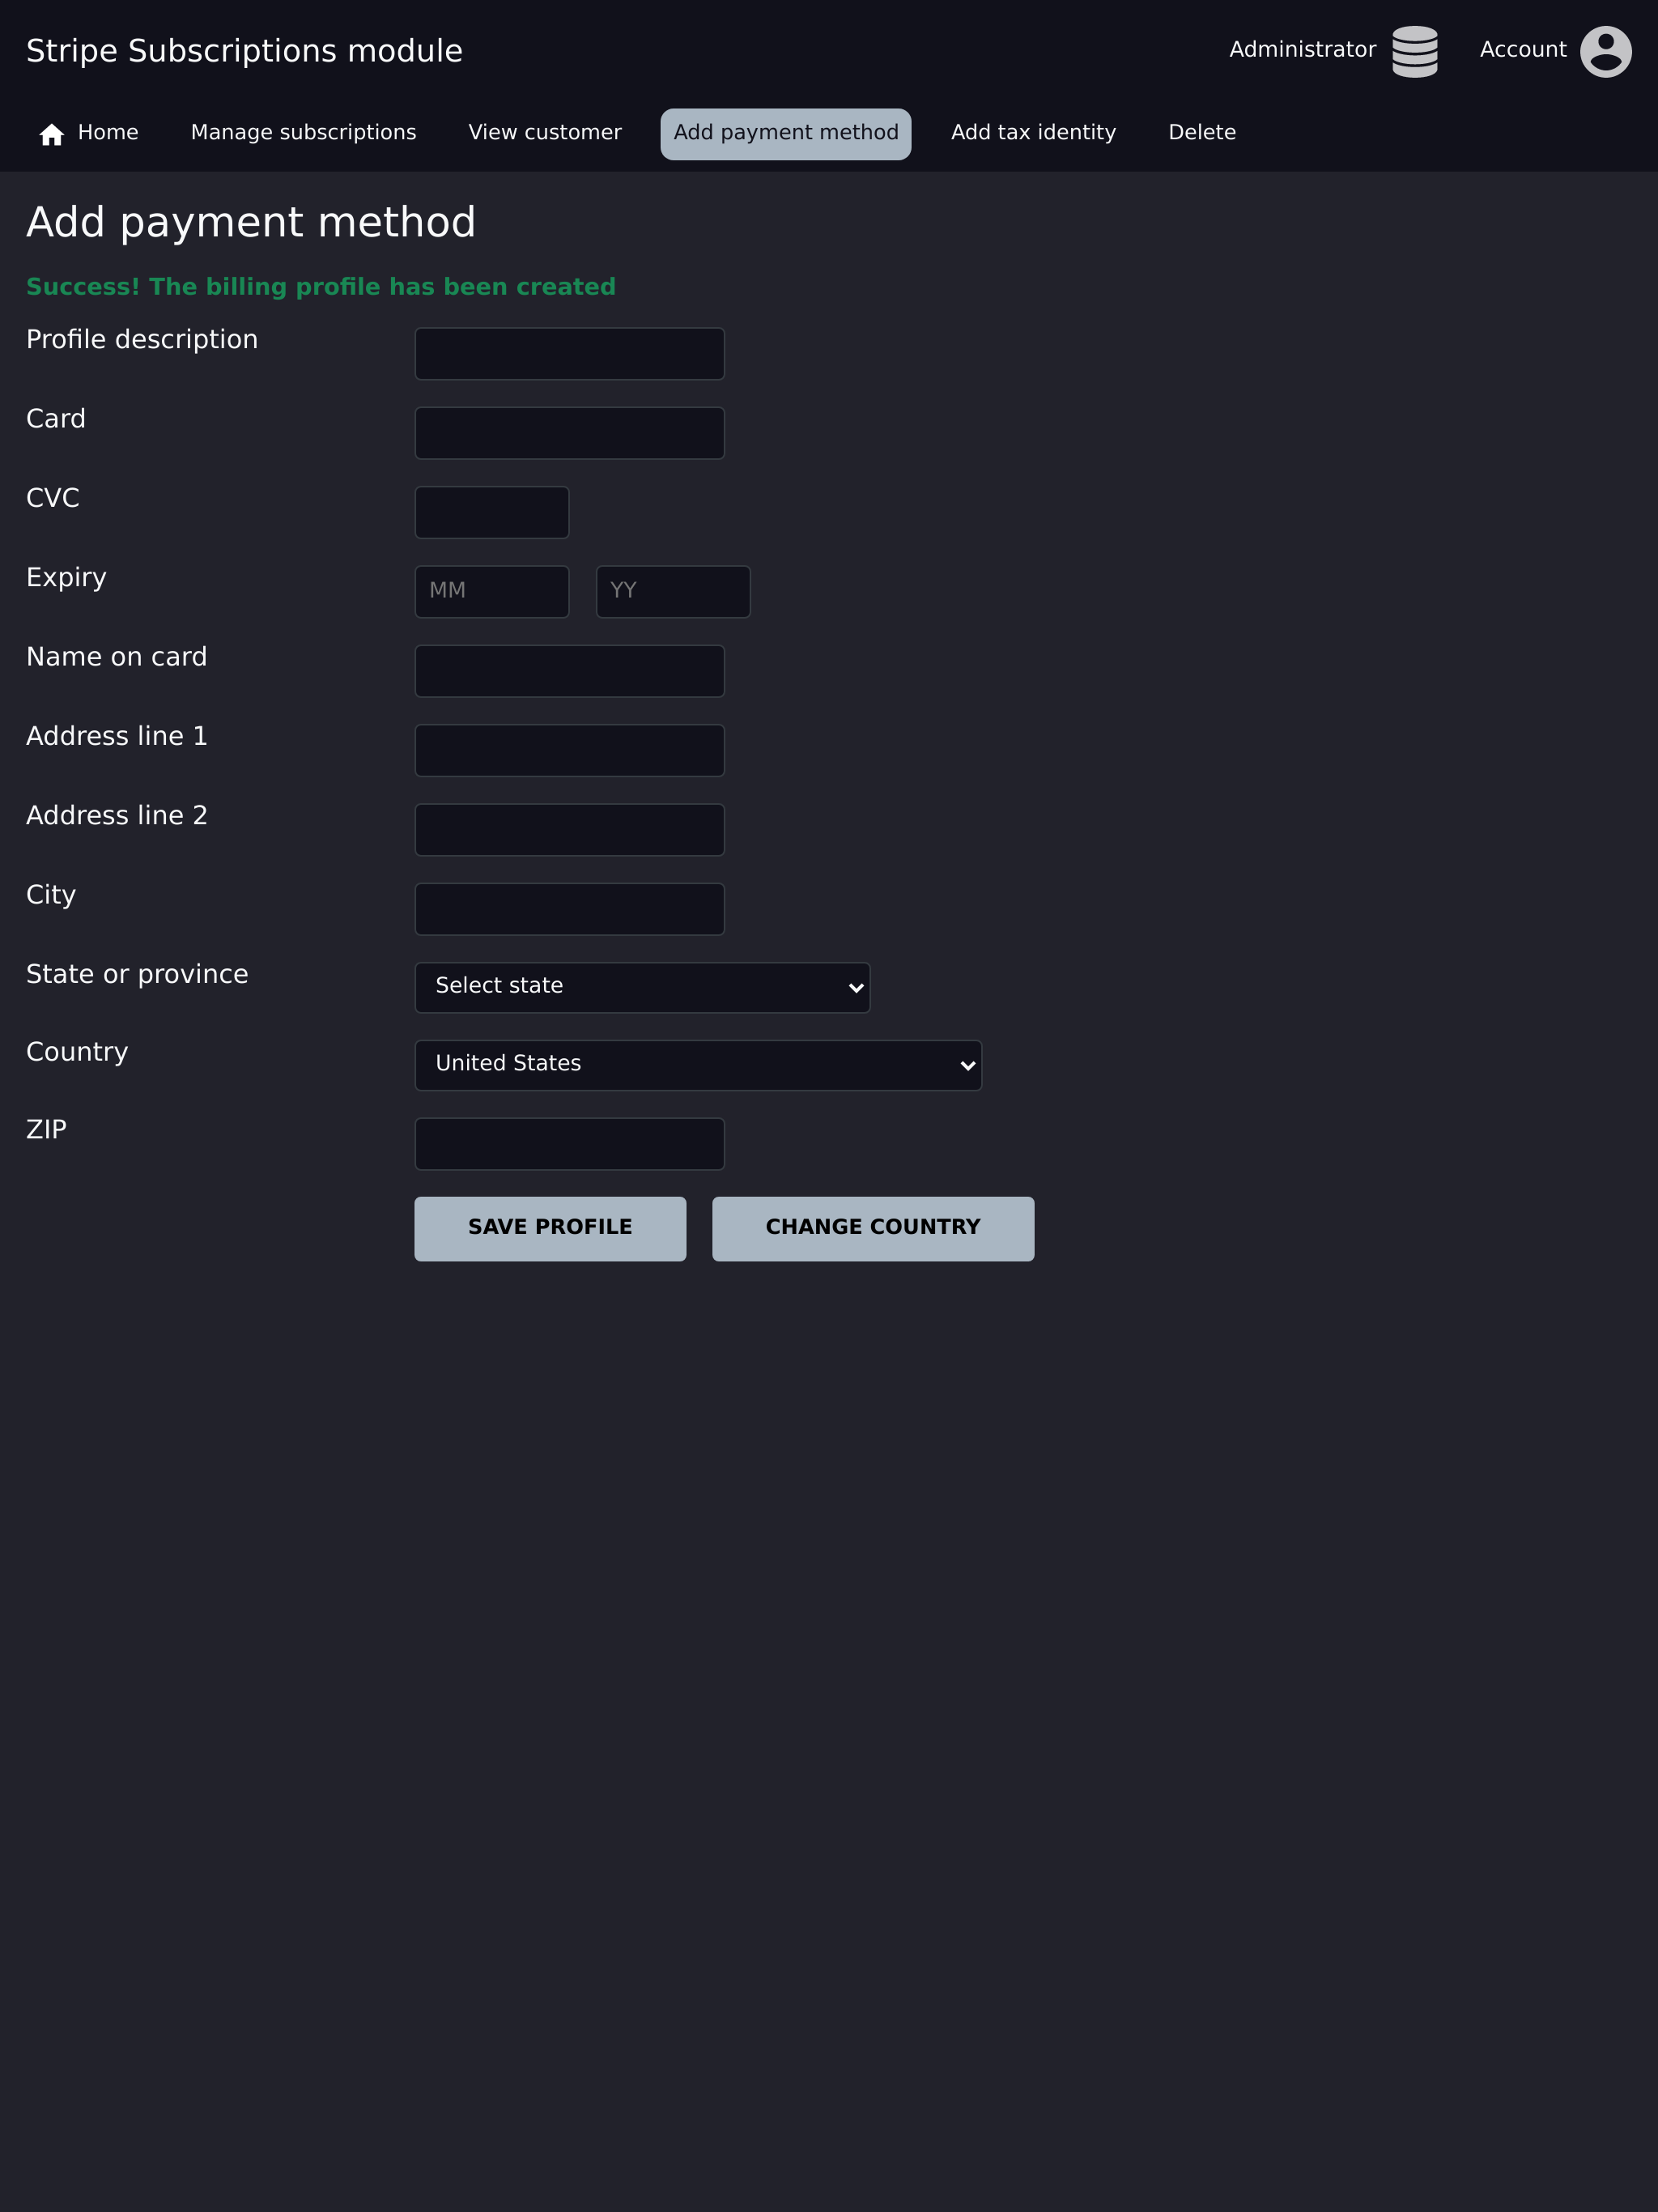 Stripe Subscriptions module
Administrator
Account
Home Manage subscriptions View customer Add payment method Add tax identity Delete
Add payment method
Success! The billing profile has been created
Profile description
Card
CVC
Expiry MM YY
Name on card
Address line 1
Address line 2
City
State or province Select state
Country United States
ZIP
SAVE PROFILE CHANGE COUNTRY